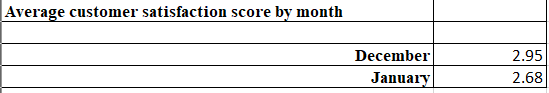 Average customer satisfaction score by month
December 2.95
January 2.68